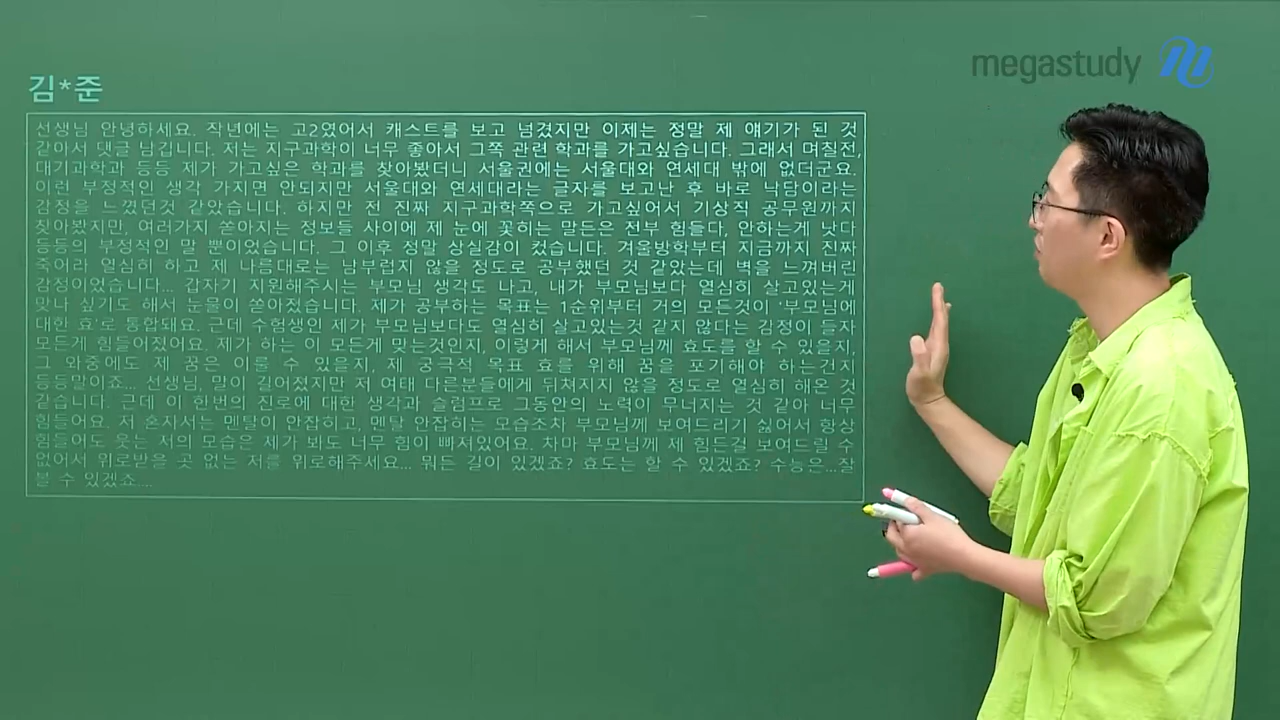 megastudy
김*준
선생님 안녕하세요. 작년에는 고2였어서 캐스트를 보고 넘겼지만 이제는 정말 제 얘기가 된 것
같아서 댓글 남깁니다. 저는 지구과학이 너무 좋아서 그쪽 관련 학과를 가고싶습니다. 그래서 며칠전,
대기과학과 등등 제가 가고싶은 학과를 찾아봤더니 서울권에는 서울대와 연세대 밖에 없더군요.
이런 부정적인 생각 가지면 안되지만 서울대와 연세대라는 글자를 보고난 후 바로 낙담이라는
감정을 느꼈던것 같았습니다. 하지만 전 진짜 지구과학쪽으로 가고싶어서 기상직 공무원까지
찾아봤지만, 여러가지 쏟아지는 정보들 사이에 제 눈에 꽃히는 말든은 전부 힘들다, 안하는게 낫다
등등의 부정적인 말 뿐이었습니다. 그 이후 정말 상실감이 컸습니다. 겨울방학부터 지금까지 진짜
죽어라 열심히 하고 제 나름대로는 남부럽지 않을 정도로 공부했던 것 같았는데 벽을 느껴버린
감정이었습니다... 갑자기 지원해주시는 부모님 생각도 나고, 내가 부모님보다 열심히 살고있는게
맞나 싶기도 해서 눈물이 쏟아졌습니다. 제가 공부하는 목표는 1순위부터 거의 모든것이 '부모님에
대한 효'로 통합돼요. 근데 수험생인 제가 부모님보다도 열심히 살고있는것 같지 않다는 감정이 들자
모든게 힘들어졌어요. 제가 하는 이 모든게 맞는것인지, 이렇게 해서 부모님께 효도를 할 수 있을지,
그 와중에도 제 꿈은 이룰 수 있을지, 제 궁극적 목표 효를 위해 꿈을 포기해야 하는건지
등등말이죠... 선생님, 말이 길어졌지만 저 여태 다른분들에게 뒤쳐지지 않을 정도로 열심히 해온 것
같습니다. 근데 이 한번의 진로에 대한 생각과 슬럼프로 그동안의 노력이 무너지는 것 같아 너무
힘들어요. 저 혼자서는 멘탈이 안잡히고, 멘탈 안잡히는 모습조차 부모님께 보여드리기 싫어서 항상
힘들어도 웃는 저의 모습은 제가 봐도 너무 힘이 빠져있어요. 차마 부모님께 제 힘든걸 보여드릴 수
없어서 위로받을 곳 없는 저를 위로해주세요... 뭐든 길이 있겠죠? 효도는 할 수 있겠죠? 수능은...잘
볼 수 있겠죠....